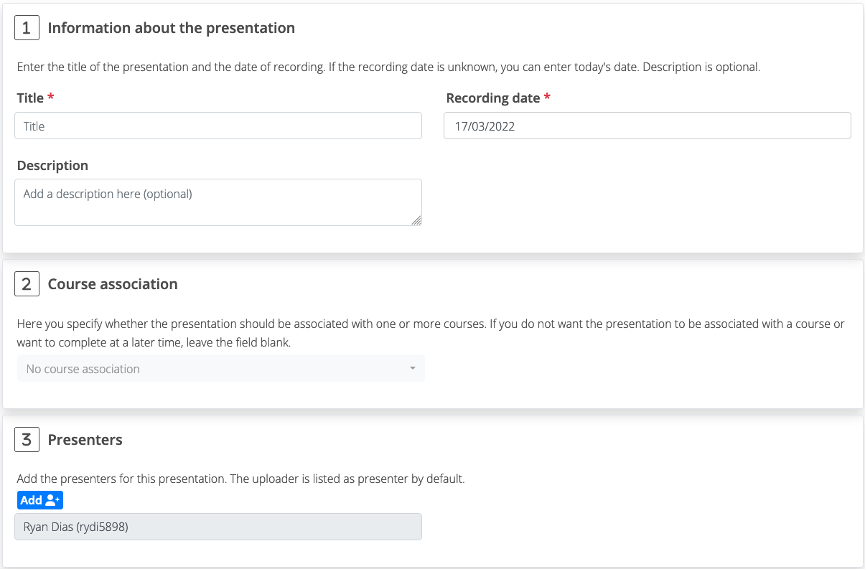 1 Information about the presentation
Enter the title of the presentation and the date of recording. If the recording date is unknown, you can enter today's date. Description is optional.
Title * Recording date *
Title 17/03/2022
Description
Add a description here (optional)
2 Course association
Here you specify whether the presentation should be associated with one or more courses. If you do not want the presentation to be associated with a course or
want to complete at a later time, leave the field blank.
No course association
3 Presenters
Add the presenters for this presentation. The uploader is listed as presenter by default.
Add
Ryan Dias (rydi5898)